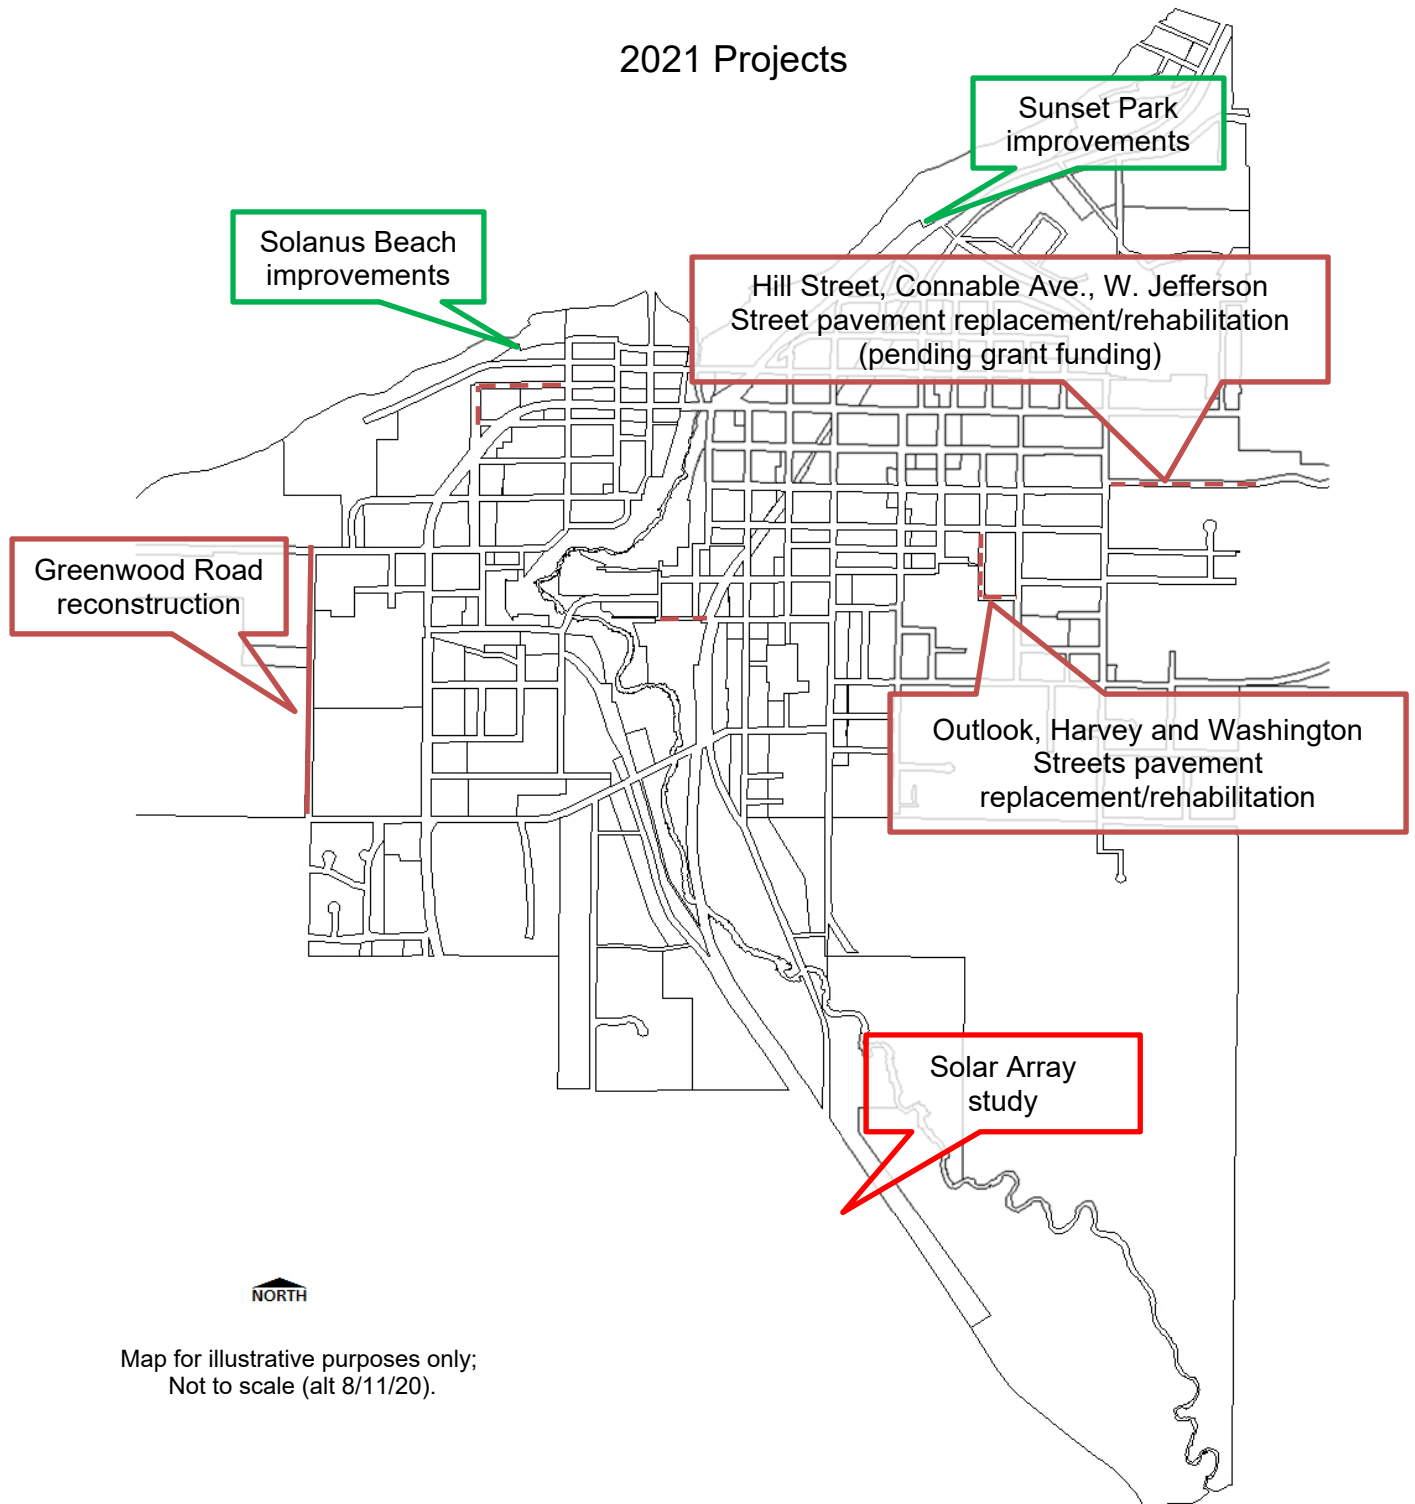 2021 Projects
Sunset Park
improvements
Solanus Beach
improvements
Hill Street, Connable Ave., W. Jefferson
Street pavement replacement/rehabilitation
(pending grant funding)
Greenwood Road
reconstruction
Outlook, Harvey and Washington
Streets pavement
replacement/rehabilitation
Solar Array
study
NORTH
Map for illustrative purposes only;
Not to scale (alt 8/11/20).